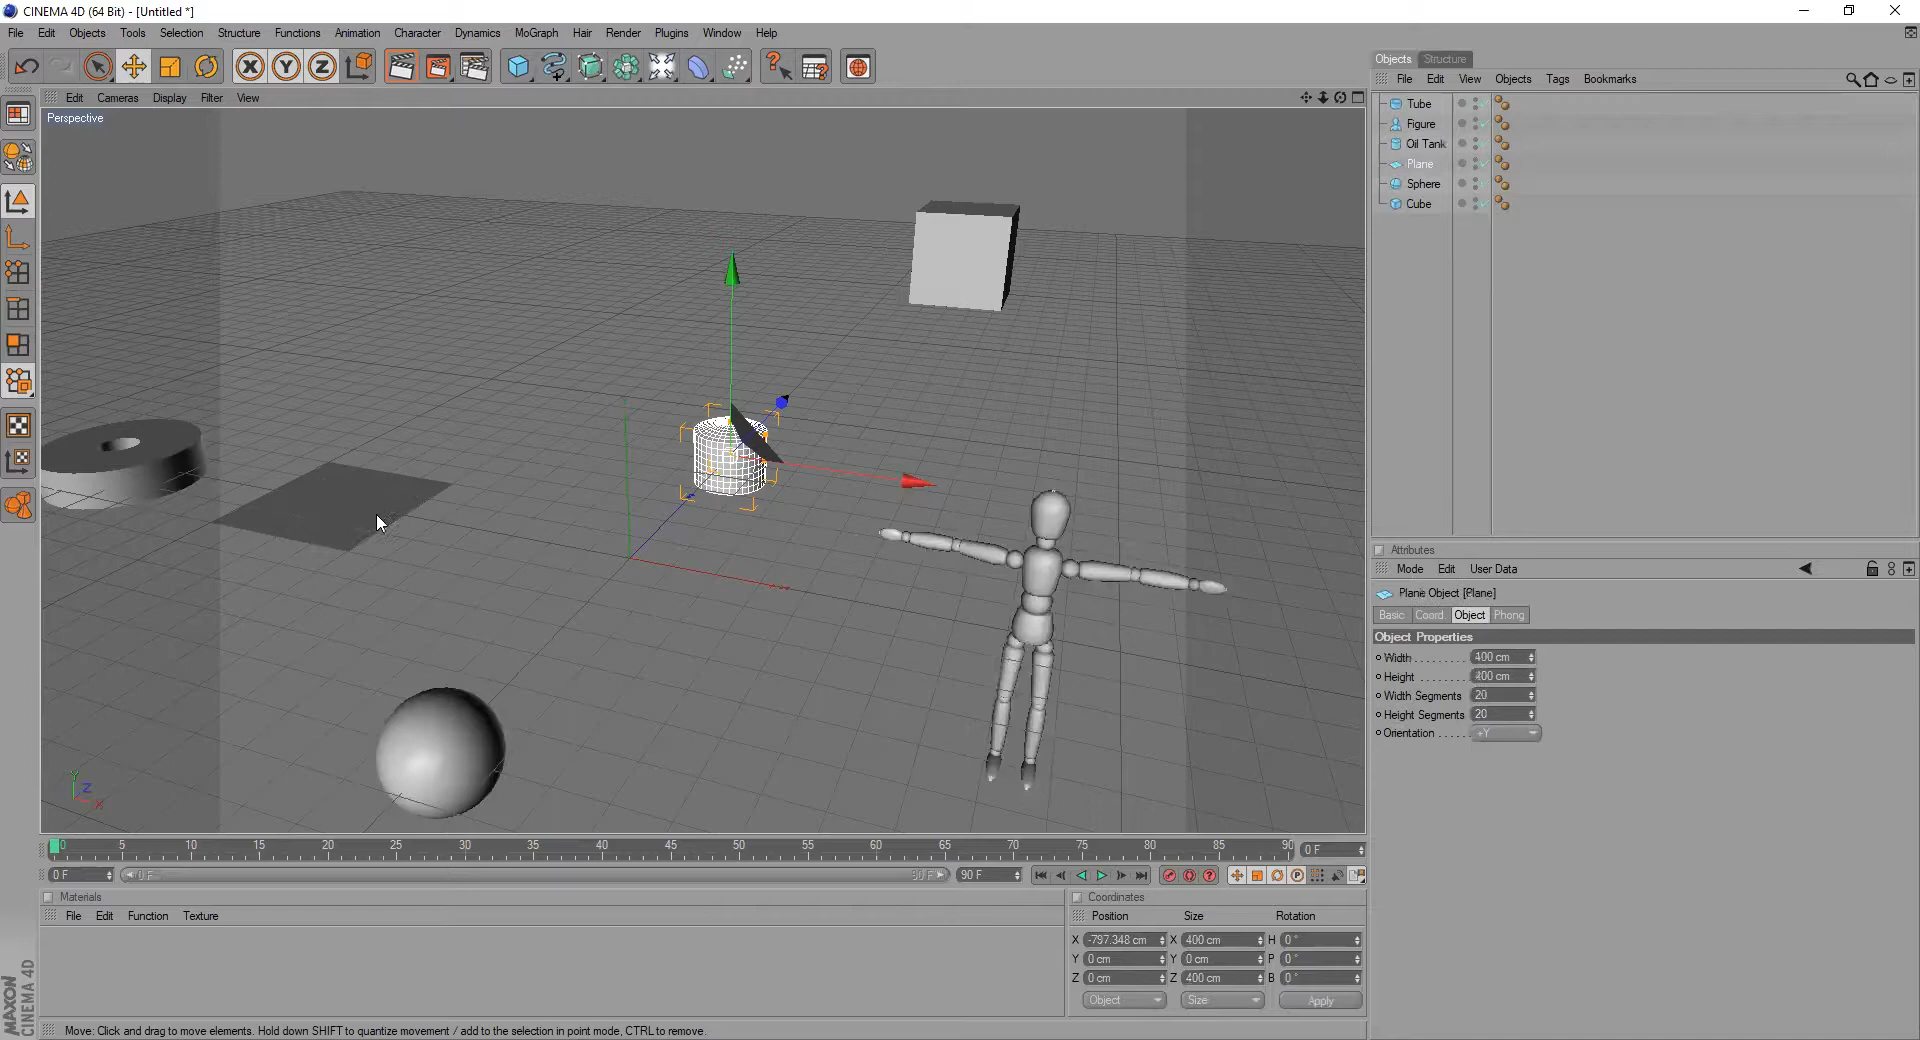 CINEMA 4D (64 Bit) - [Untitled *]
File Edit Objects Tools Selection Structure Functions Animation Character Dynamics MoGraph Hair Render Plugins Window Help
X Y Z
Edit Cameras Display Filter View
Perspective
Objects Structure
File Edit View Objects Tags Bookmarks
Tube
Figure
Oil Tank
Plane
Sphere
Cube
Attributes
Mode Edit User Data
Plane Object [Plane]
Basic Coord. Object Phong
Object Properties
Width 400 cm
Height 400 cm
Width Segments 20
Height Segments 20
Orientation +Y
Y
Z
X
0 5 10 15 20 25 30 35 40 45 50 55 60 65 70 75 80 85 90 0 F
0 F 0 F 90 F 90 F
Materials
File Edit Function Texture
Coordinates
Position Size Rotation
X -797.348 cm X 400 cm H 0 °
Y 0 cm Y 0 cm P 0 °
Z 0 cm Z 400 cm B 0 °
Object Size Apply
MAXON
CINEMA 4D
Move: Click and drag to move elements. Hold down SHIFT to quantize movement / add to the selection in point mode, CTRL to remove.